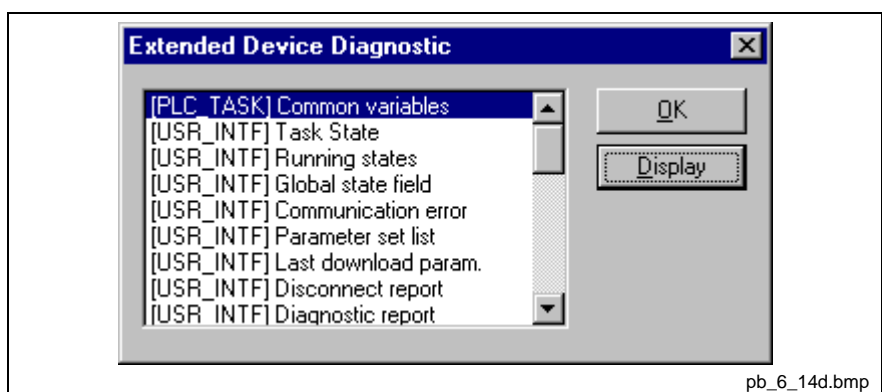 Extended Device Diagnostic
[PLC_TASK] Common variables
[USR_INTF] Task State
[USR_INTF] Running states
[USR_INTF] Global state field
[USR_INTF] Communication error
[USR_INTF] Parameter set list
[USR_INTF] Last download param.
[USR_INTF] Disconnect report
[USR_INTF] Diagnostic report
OK
Display
pb_6_14d.bmp